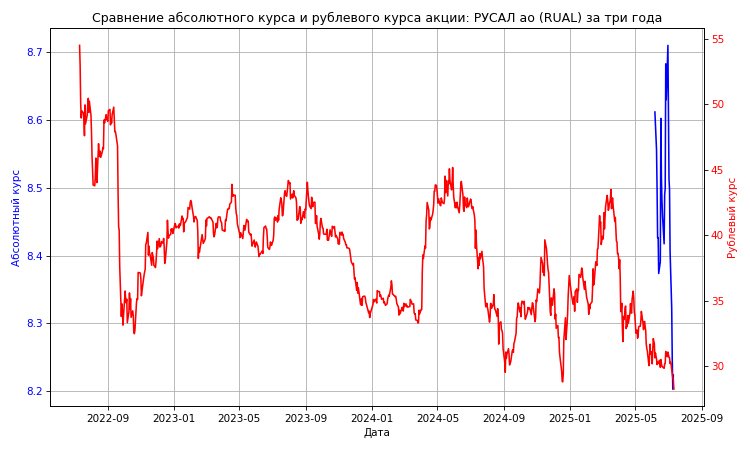 Сравнение абсолютного курса и рублевого курса акции: РУСАЛ ао (RUAL) за три года
8.7
8.6
8.5
8.4
8.3
8.2
Абсолютный курс
55
50
45
40
35
30
Рублевый курс
2022-09 2023-01 2023-05 2023-09 2024-01 2024-05 2024-09 2025-01 2025-05 2025-09
Дата